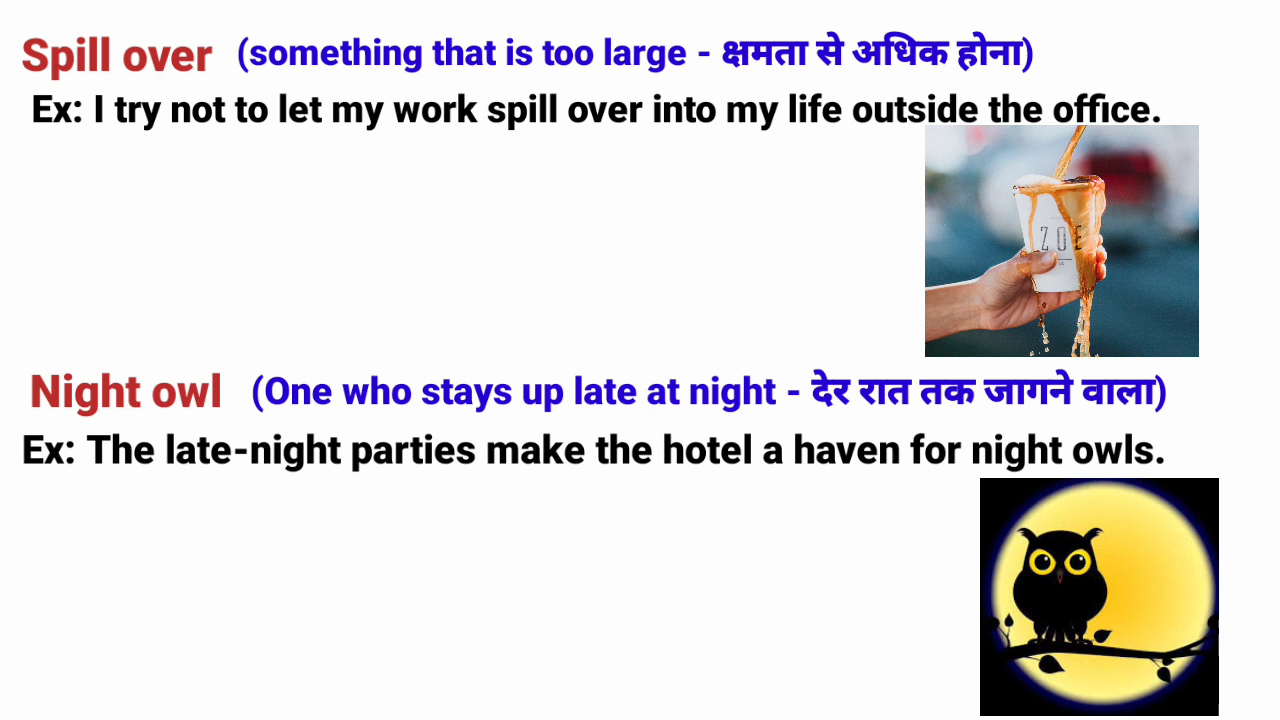 Spill over (something that is too large - क्षमता से अधिक होना)
Ex: I try not to let my work spill over into my life outside the office.
ZOE
Night owl (One who stays up late at night - देर रात तक जागने वाला)
Ex: The late-night parties make the hotel a haven for night owls.